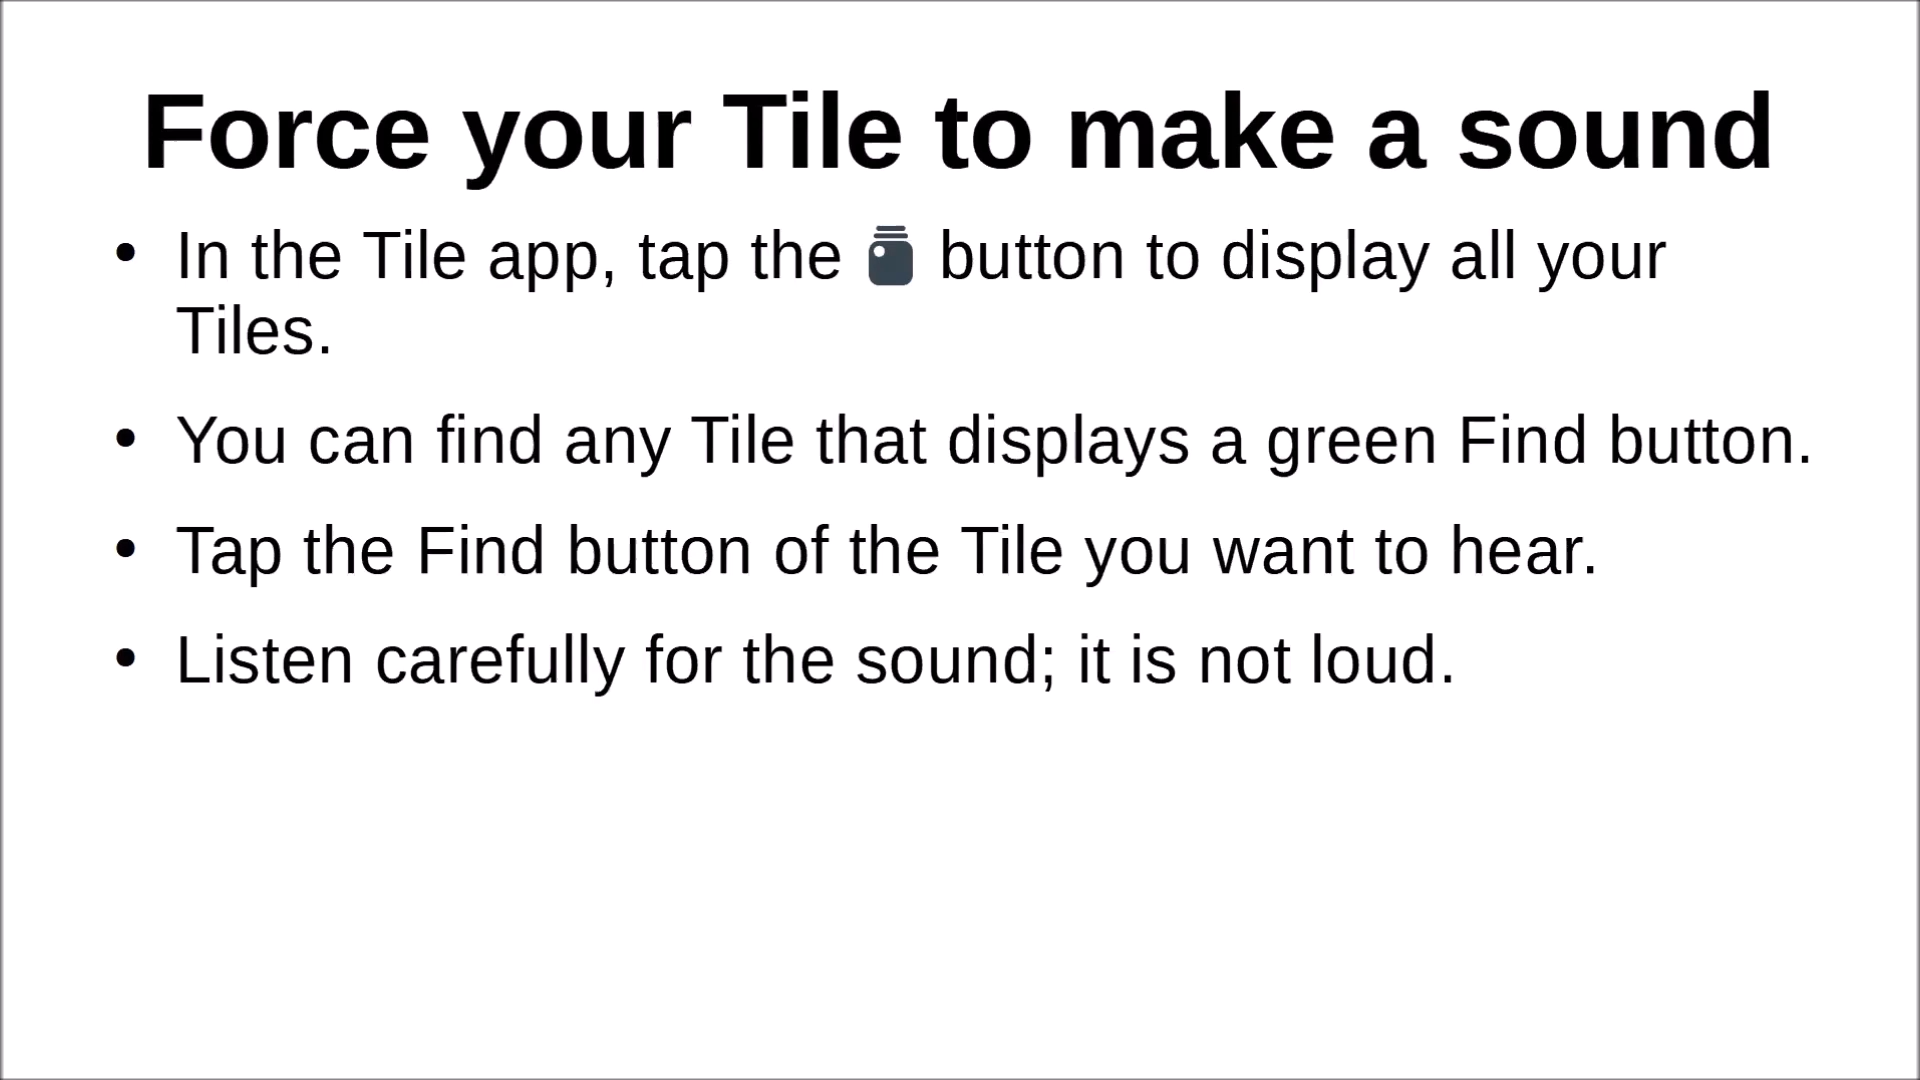 Force your Tile to make a sound
• In the Tile app, tap the button to display all your
Tiles.
• You can find any Tile that displays a green Find button.
• Tap the Find button of the Tile you want to hear.
• Listen carefully for the sound; it is not loud.